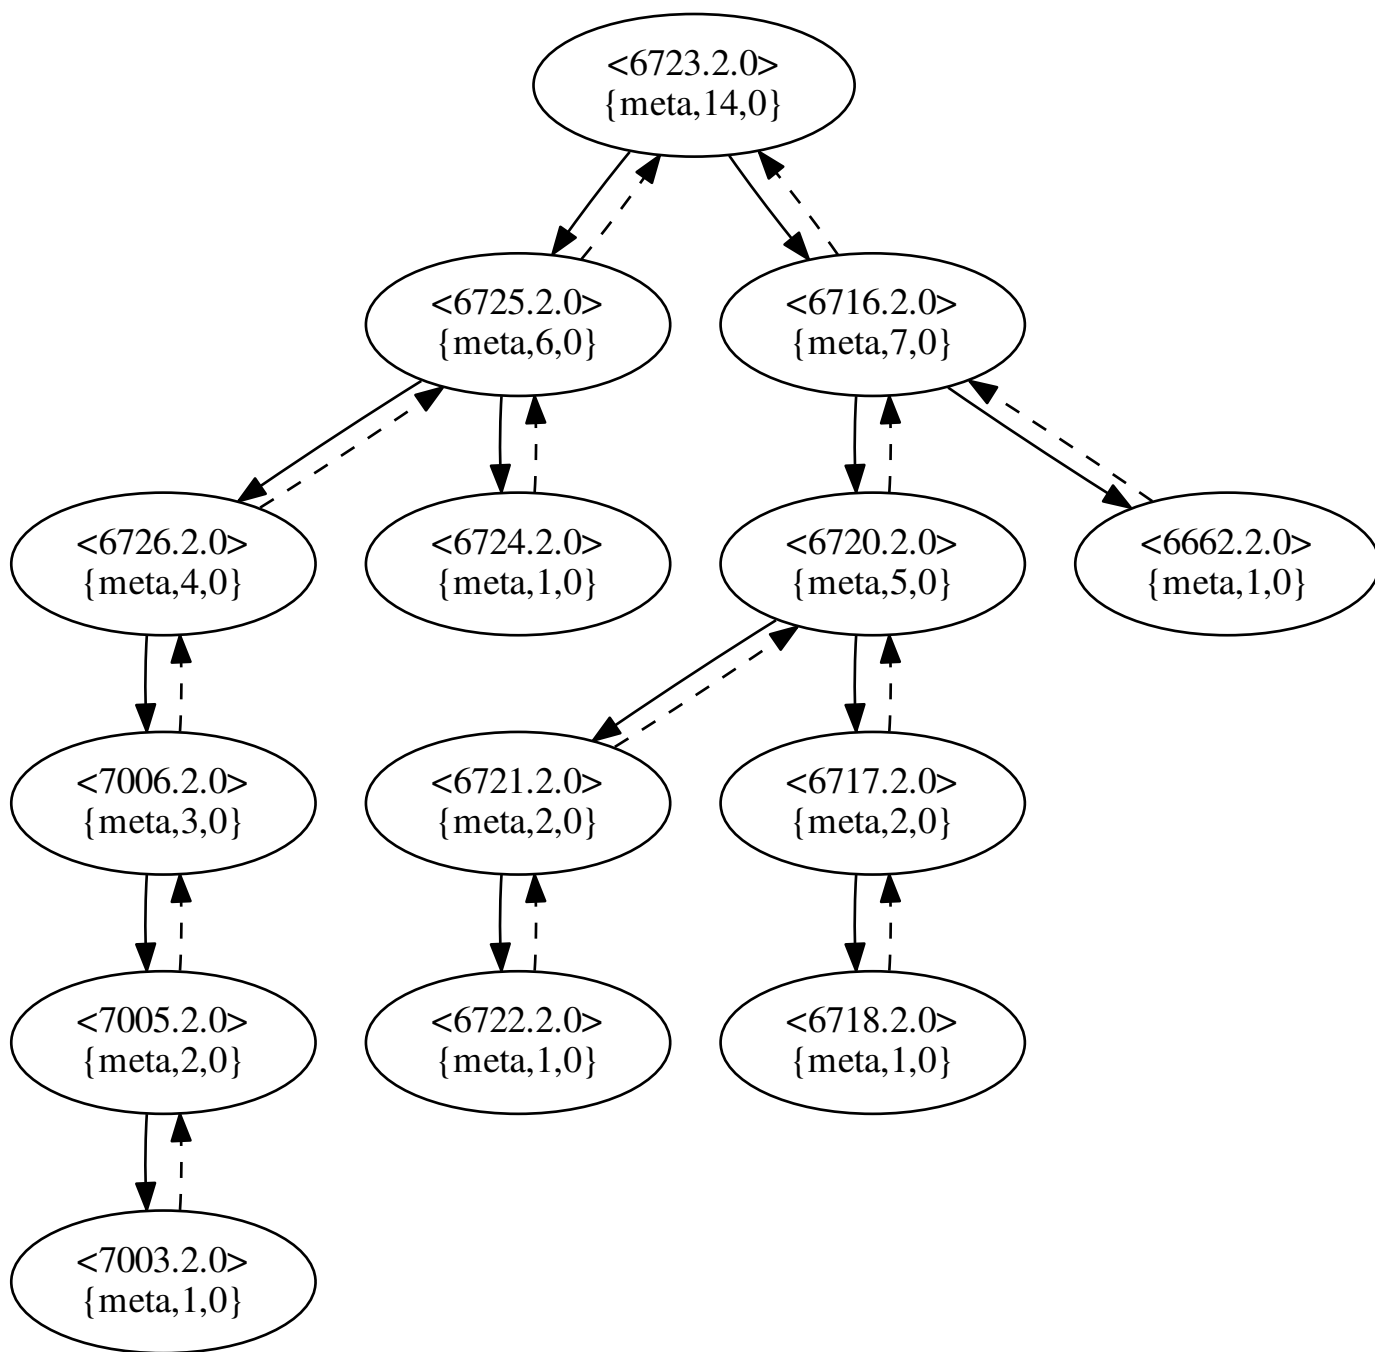 <6723.2.0>
{meta,14,0}
<6725.2.0>
{meta,6,0}
<6716.2.0>
{meta,7,0}
<6726.2.0>
{meta,4,0}
<6724.2.0>
{meta,1,0}
<6720.2.0>
{meta,5,0}
<6662.2.0>
{meta,1,0}
<7006.2.0>
{meta,3,0}
<6721.2.0>
{meta,2,0}
<6717.2.0>
{meta,2,0}
<7005.2.0>
{meta,2,0}
<6722.2.0>
{meta,1,0}
<6718.2.0>
{meta,1,0}
<7003.2.0>
{meta,1,0}